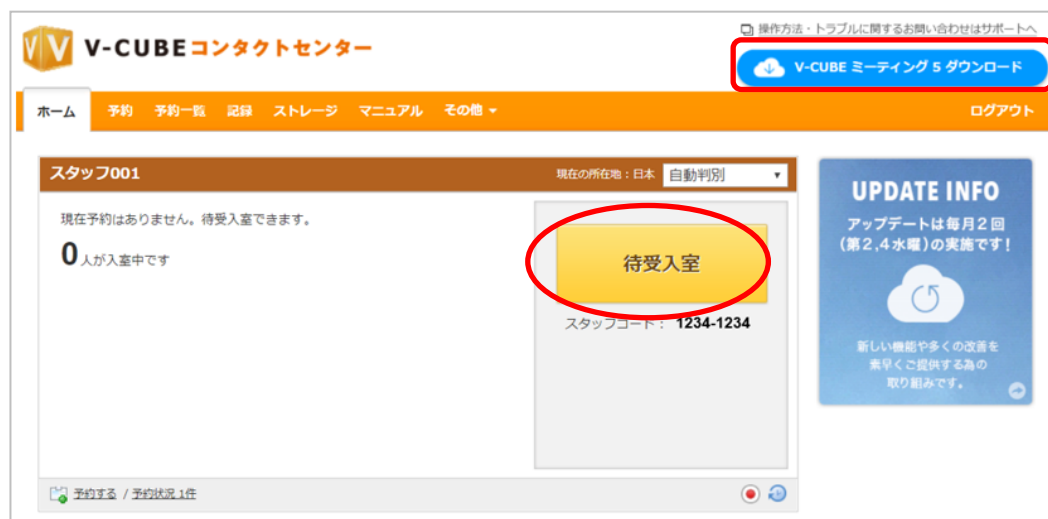 操作方法・トラブルに関するお問い合わせはサポートへ
V-CUBE コンタクトセンター
V-CUBE ミーティング 5 ダウンロード
ホーム 予約 予約一覧 記録 ストレージ マニュアル その他 ログアウト
スタッフ001 現在の所在地：日本 自動判別
現在予約はありません。待受入室できます。
0人が入室中です
待受入室
スタッフコード： 1234-1234
予約する / 予約状況 1件
UPDATE INFO
アップデートは毎月2回
(第2,4水曜)の実施です!
新しい機能や多くの改善を
素早くご提供する為の
取り組みです。